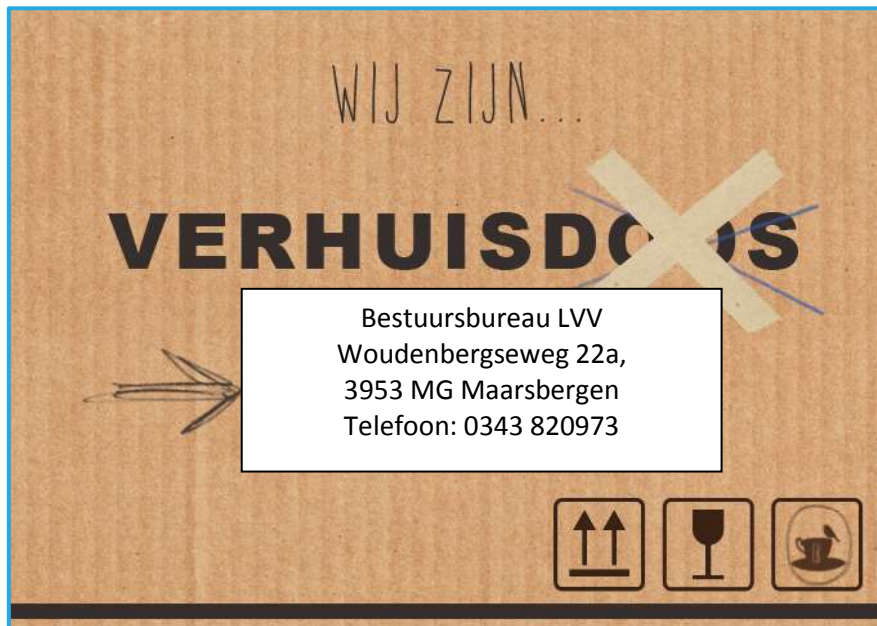 WIJ ZIJN...
VERHUISDOOS
Bestuursbureau LVV
Woudenbergseweg 22a,
3953 MG Maarsbergen
Telefoon: 0343 820973